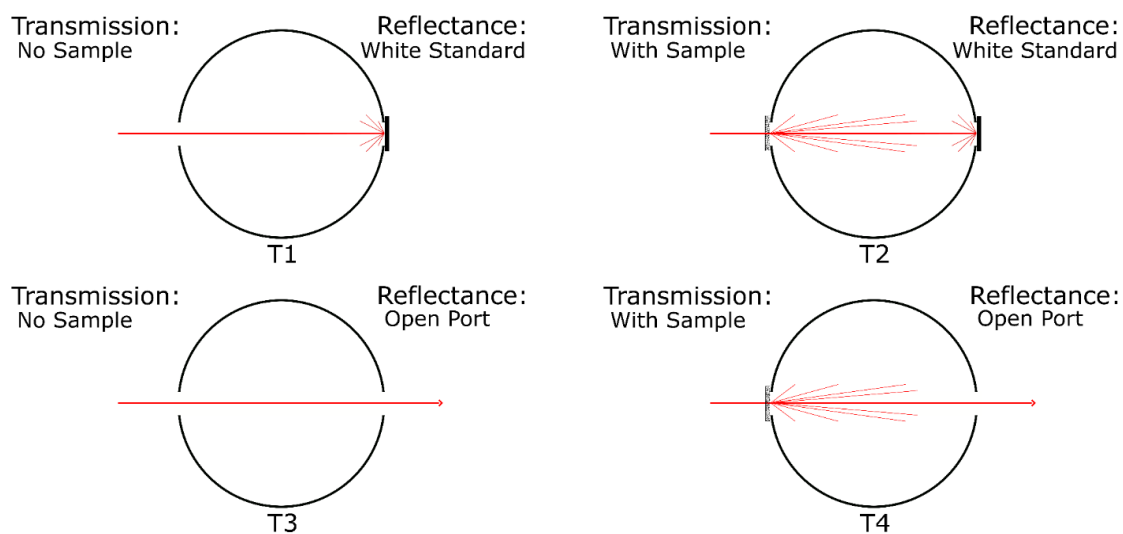 Transmission:
No Sample
Reflectance:
White Standard
T1
Transmission:
With Sample
Reflectance:
White Standard
T2
Transmission:
No Sample
Reflectance:
Open Port
T3
Transmission:
With Sample
Reflectance:
Open Port
T4